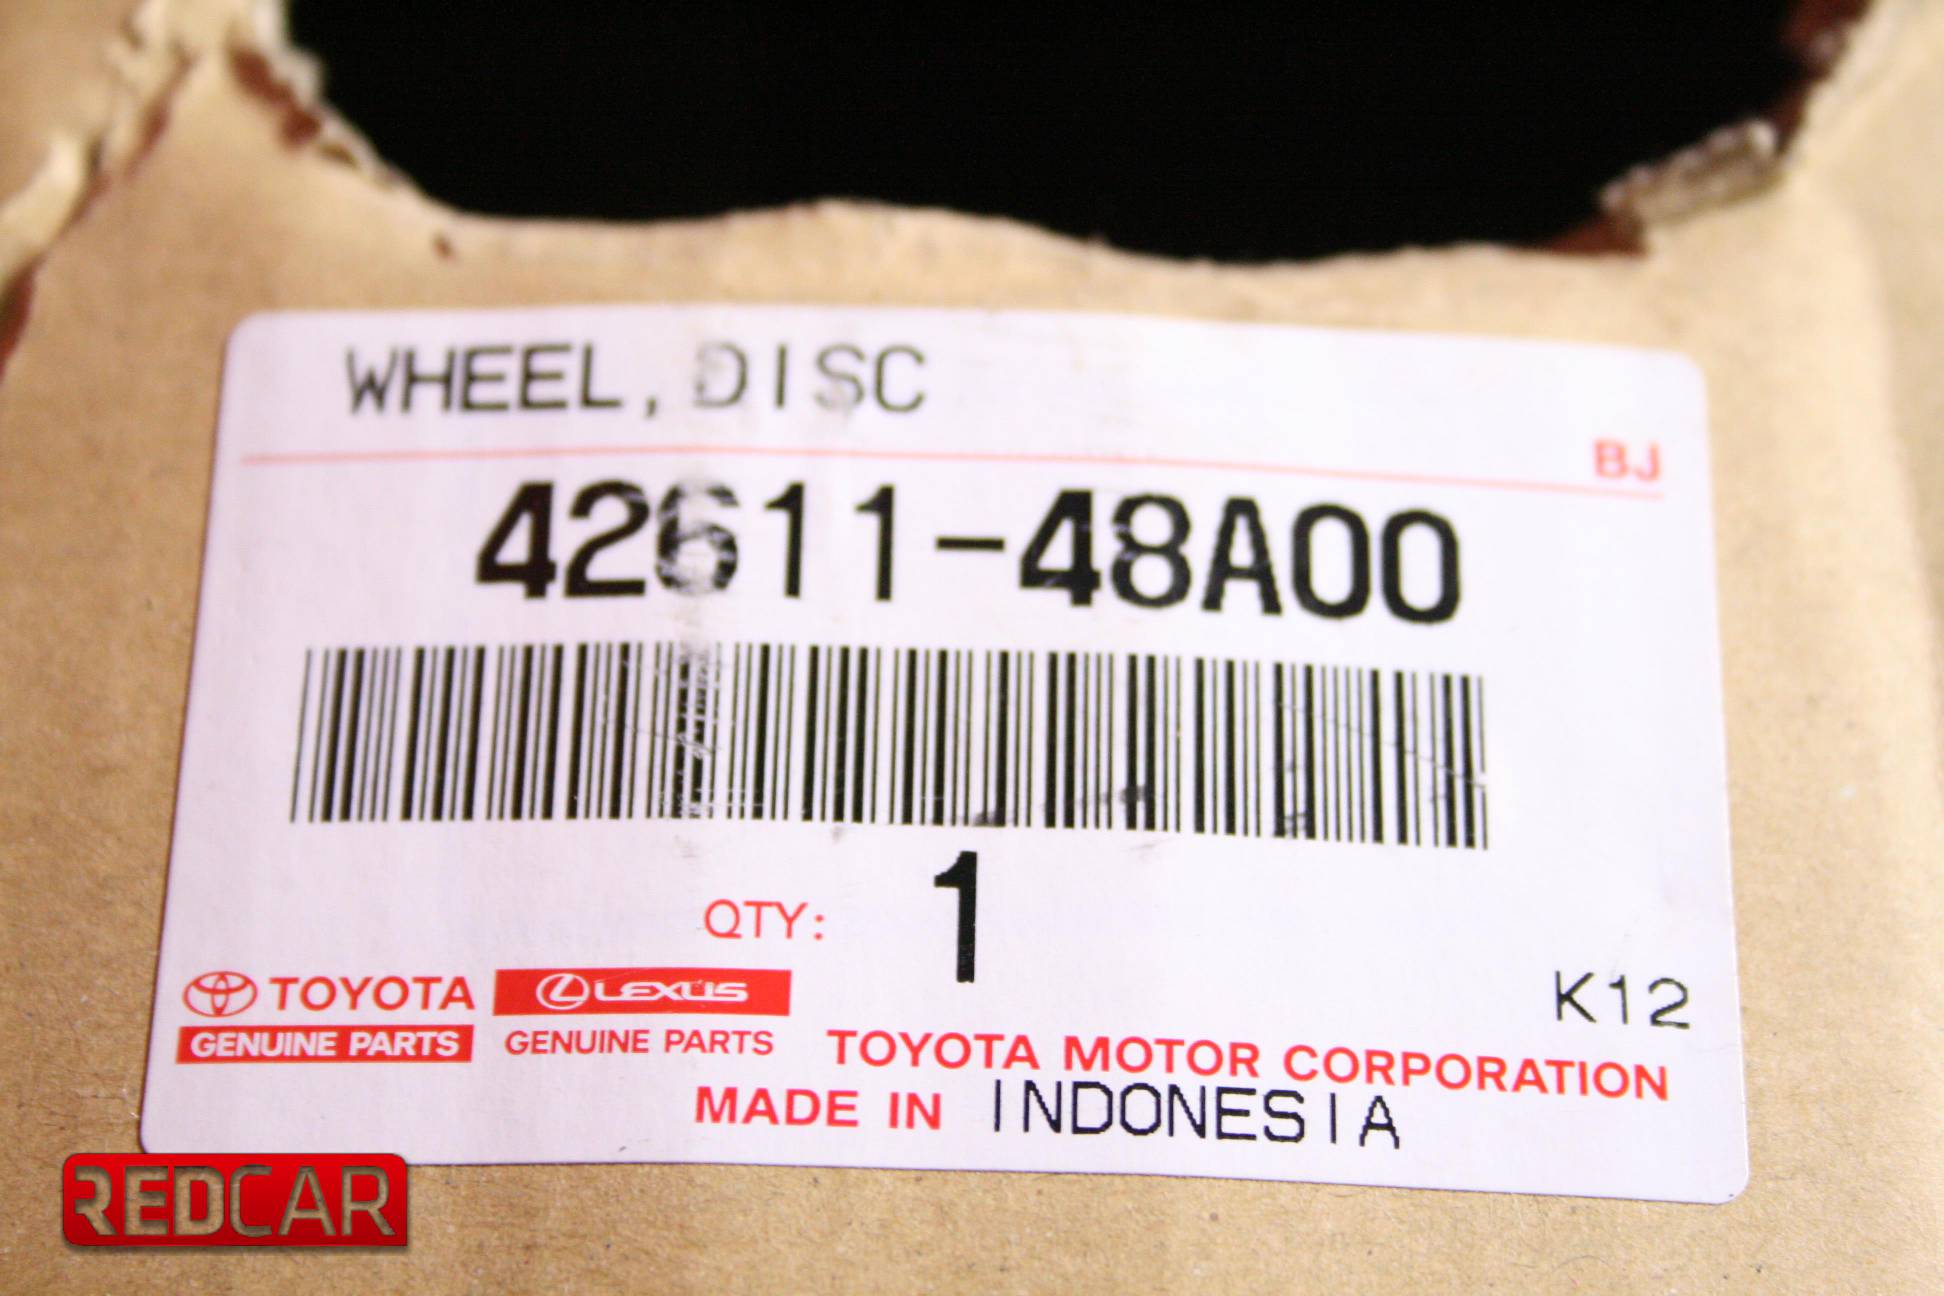 WHEEL, DISC
BJ
42611-48A00
QTY: 1
K12
TOYOTA LEXUS
GENUINE PARTS GENUINE PARTS
TOYOTA MOTOR CORPORATION
MADE IN INDONESIA
REDCAR